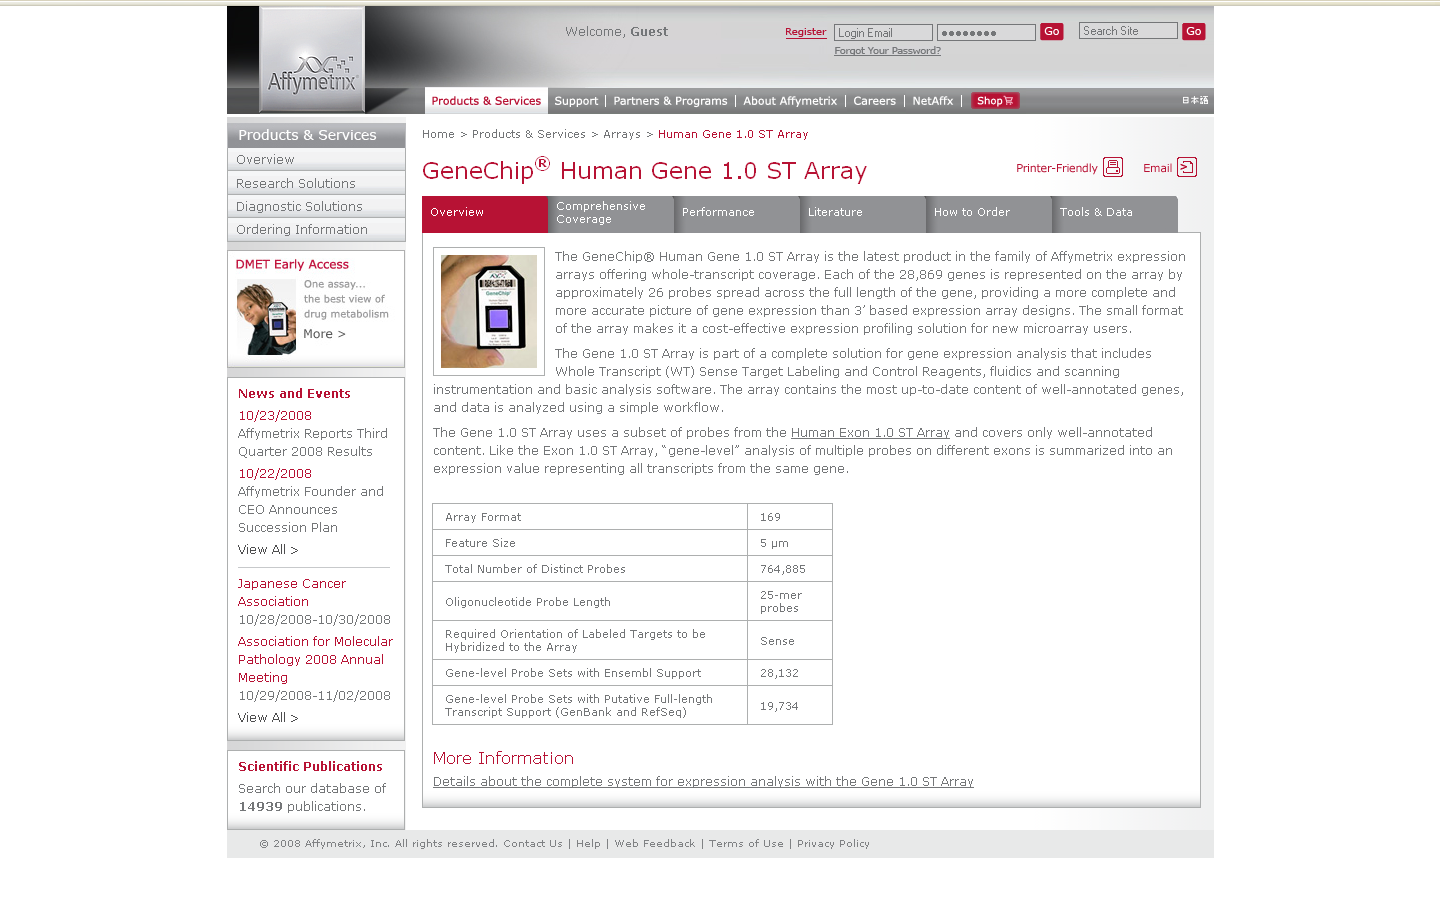 Affymetrix
Welcome, Guest
Register
Login Email
••••••••
Go
Search Site
Go
Forgot Your Password?
Products & Services
Support
Partners & Programs
About Affymetrix
Careers
NetAffx
Shop
日本語
Products & Services
Overview
Research Solutions
Diagnostic Solutions
Ordering Information
DMET Early Access
One assay...
the best view of
drug metabolism
More >
News and Events
10/23/2008
Affymetrix Reports Third
Quarter 2008 Results
10/22/2008
Affymetrix Founder and
CEO Announces
Succession Plan
View All >
Japanese Cancer
Association
10/28/2008-10/30/2008
Association for Molecular
Pathology 2008 Annual
Meeting
10/29/2008-11/02/2008
View All >
Scientific Publications
Search our database of
14939 publications.
Home > Products & Services > Arrays > Human Gene 1.0 ST Array
GeneChip® Human Gene 1.0 ST Array
Printer-Friendly
Email
Overview
Comprehensive
Coverage
Performance
Literature
How to Order
Tools & Data
GeneChip
The GeneChip® Human Gene 1.0 ST Array is the latest product in the family of Affymetrix expression
arrays offering whole-transcript coverage. Each of the 28,869 genes is represented on the array by
approximately 26 probes spread across the full length of the gene, providing a more complete and
more accurate picture of gene expression than 3’ based expression array designs. The small format
of the array makes it a cost-effective expression profiling solution for new microarray users.
The Gene 1.0 ST Array is part of a complete solution for gene expression analysis that includes
Whole Transcript (WT) Sense Target Labeling and Control Reagents, fluidics and scanning
instrumentation and basic analysis software. The array contains the most up-to-date content of well-annotated genes,
and data is analyzed using a simple workflow.
The Gene 1.0 ST Array uses a subset of probes from the Human Exon 1.0 ST Array and covers only well-annotated
content. Like the Exon 1.0 ST Array, “gene-level” analysis of multiple probes on different exons is summarized into an
expression value representing all transcripts from the same gene.
Array Format 169
Feature Size 5 µm
Total Number of Distinct Probes 764,885
Oligonucleotide Probe Length 25-mer
probes
Required Orientation of Labeled Targets to be
Hybridized to the Array Sense
Gene-level Probe Sets with Ensembl Support 28,132
Gene-level Probe Sets with Putative Full-length
Transcript Support (GenBank and RefSeq) 19,734
More Information
Details about the complete system for expression analysis with the Gene 1.0 ST Array
© 2008 Affymetrix, Inc. All rights reserved. Contact Us | Help | Web Feedback | Terms of Use | Privacy Policy